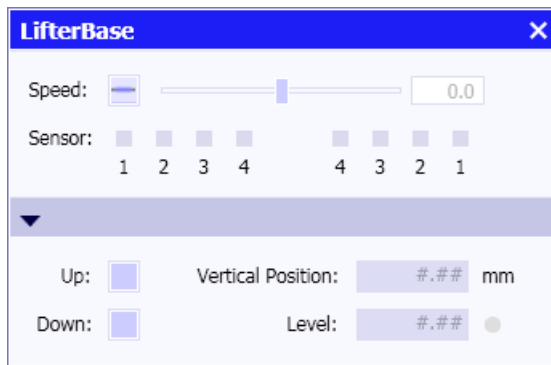 LifterBase
Speed: 0.0
Sensor:
1 2 3 4 4 3 2 1
Up: Vertical Position: #.## mm
Down: Level: #.##